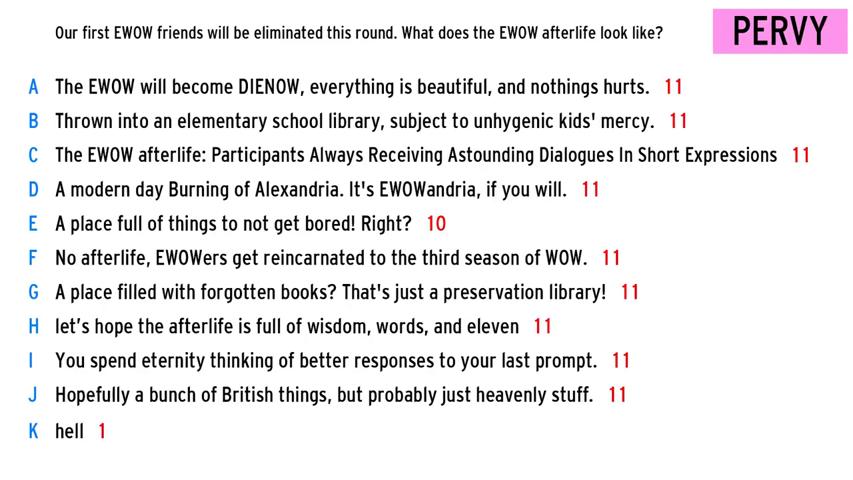 Our first EWOW friends will be eliminated this round. What does the EWOW afterlife look like?
PERVY
A The EWOW will become DIENOW, everything is beautiful, and nothings hurts. 11
B Thrown into an elementary school library, subject to unhygenic kids' mercy. 11
C The EWOW afterlife: Participants Always Receiving Astounding Dialogues In Short Expressions 11
D A modern day Burning of Alexandria. It's EWOWandria, if you will. 11
E A place full of things to not get bored! Right? 10
F No afterlife, EWOWers get reincarnated to the third season of WOW. 11
G A place filled with forgotten books? That's just a preservation library! 11
H let’s hope the afterlife is full of wisdom, words, and eleven 11
I You spend eternity thinking of better responses to your last prompt. 11
J Hopefully a bunch of British things, but probably just heavenly stuff. 11
K hell 1